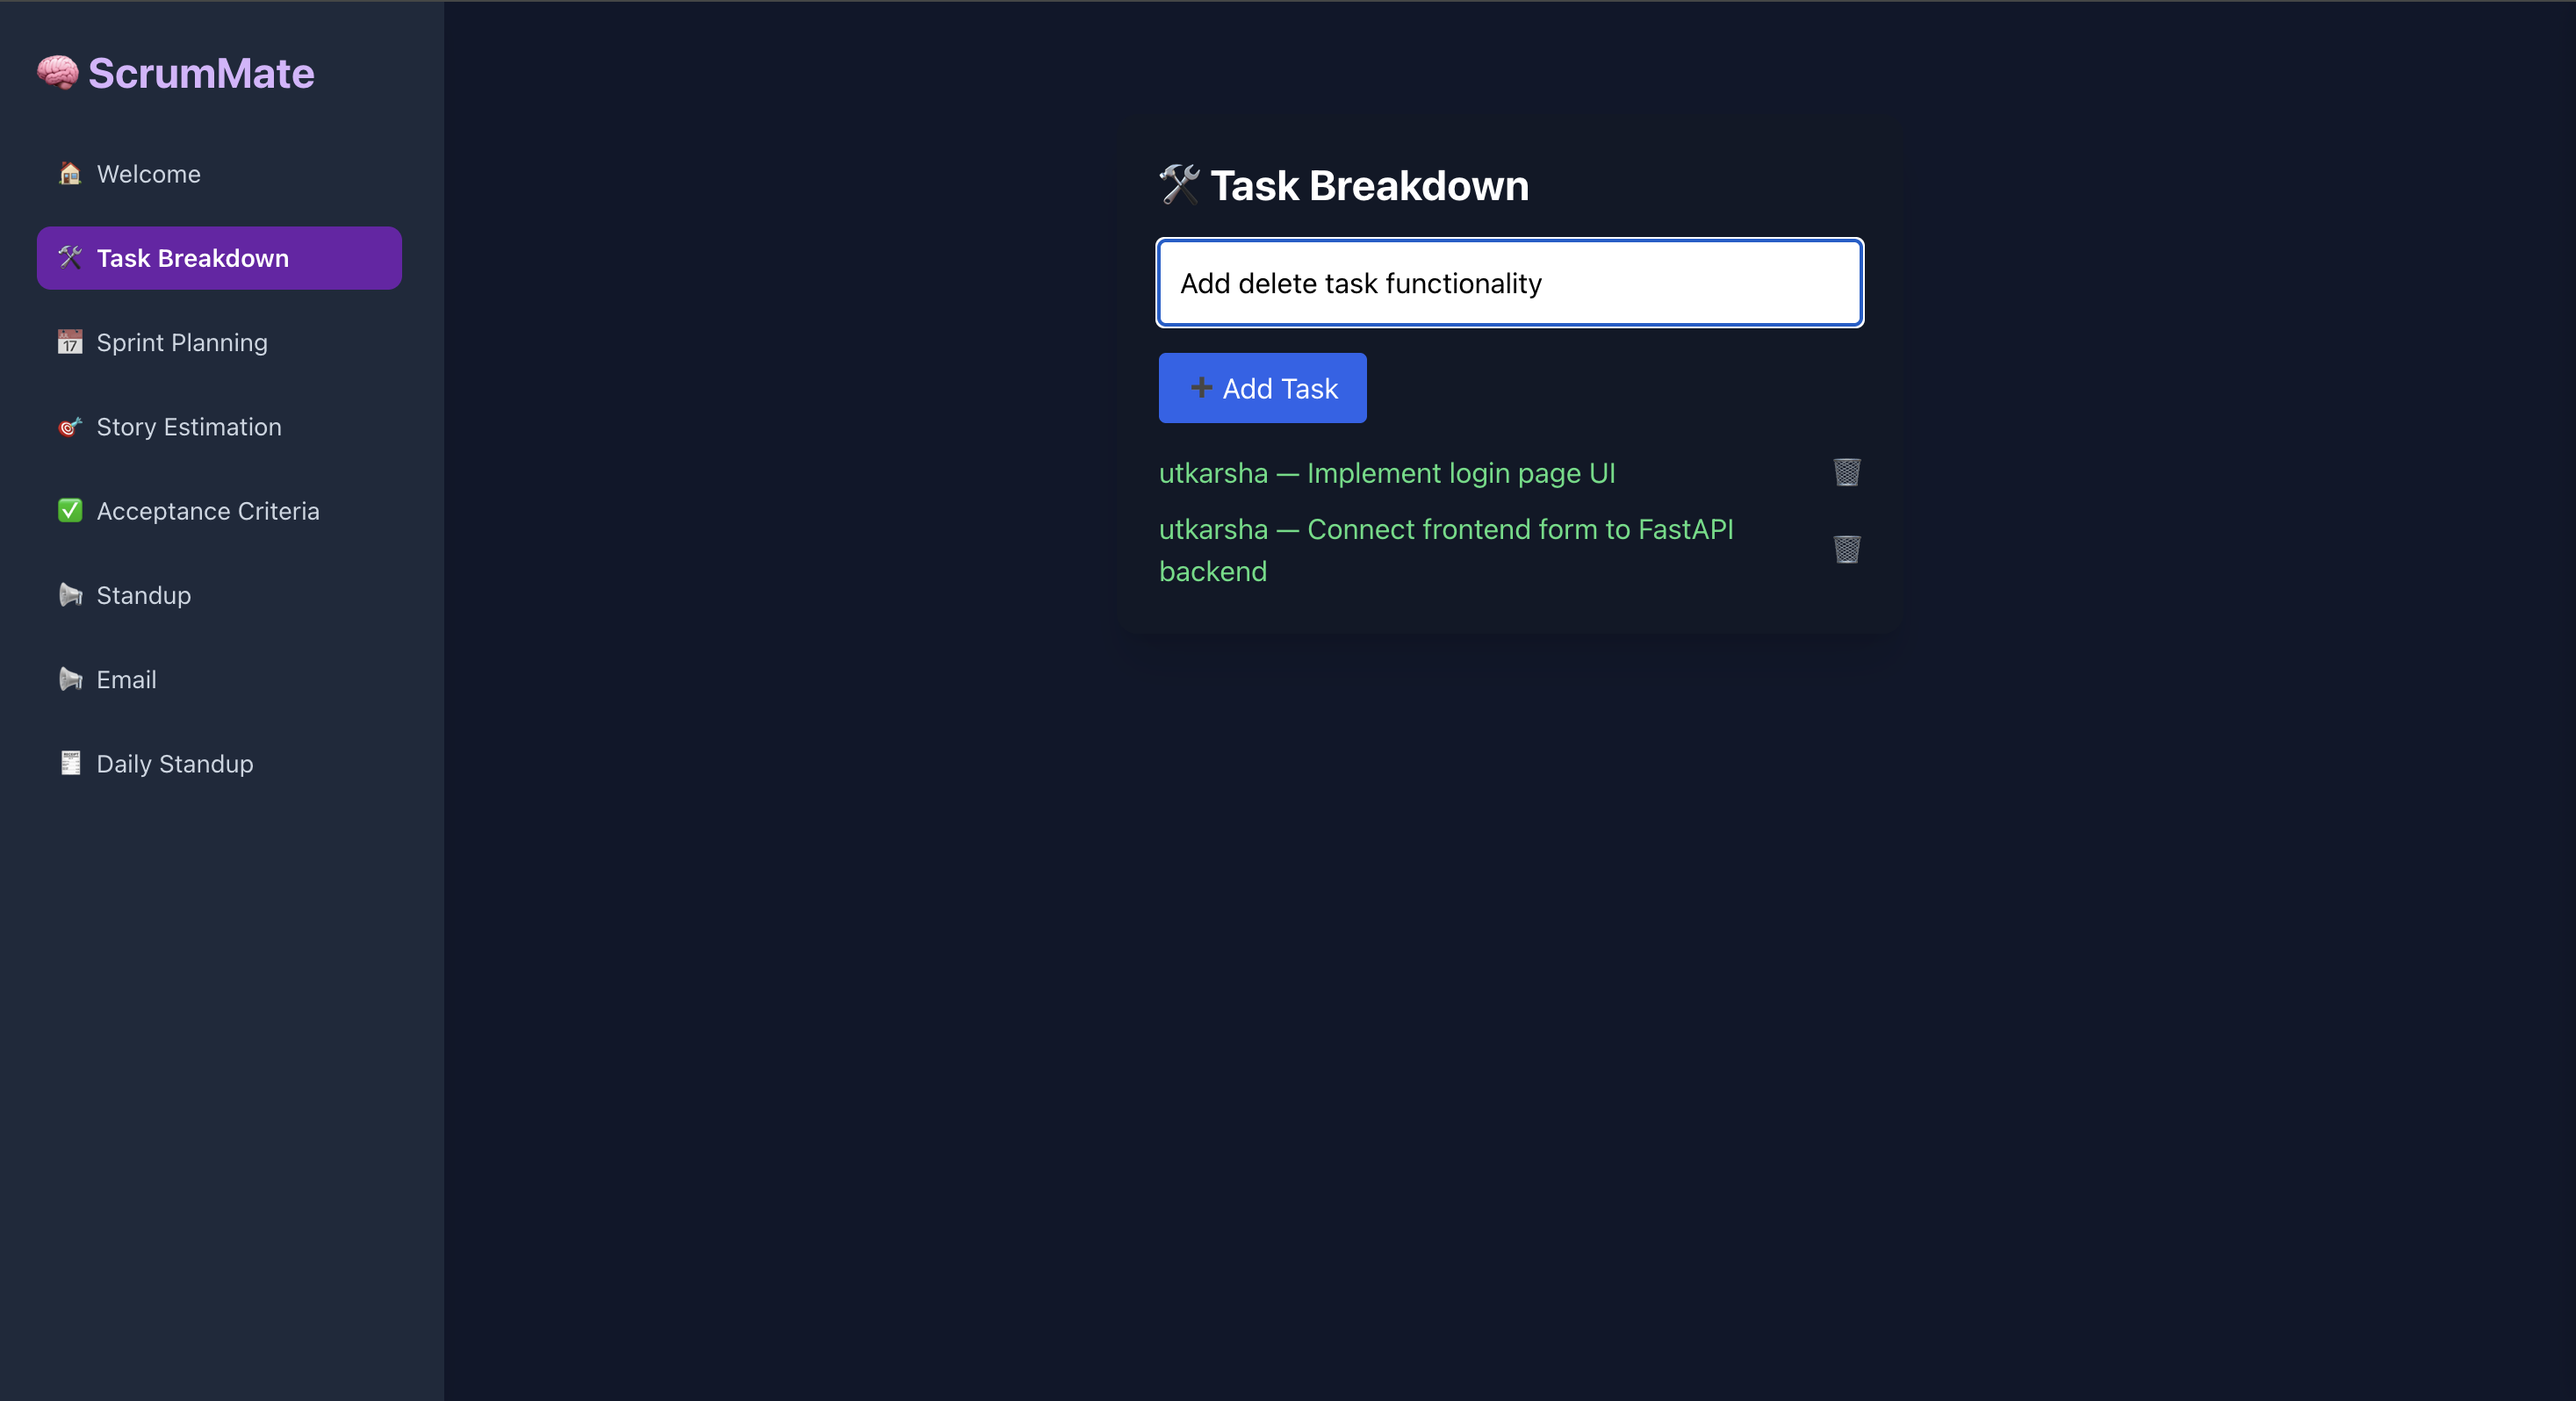 ScrumMate
Welcome
Task Breakdown
Sprint Planning
Story Estimation
Acceptance Criteria
Standup
Email
Daily Standup
Task Breakdown
Add delete task functionality
Add Task
utkarsha — Implement login page UI
utkarsha — Connect frontend form to FastAPI
backend